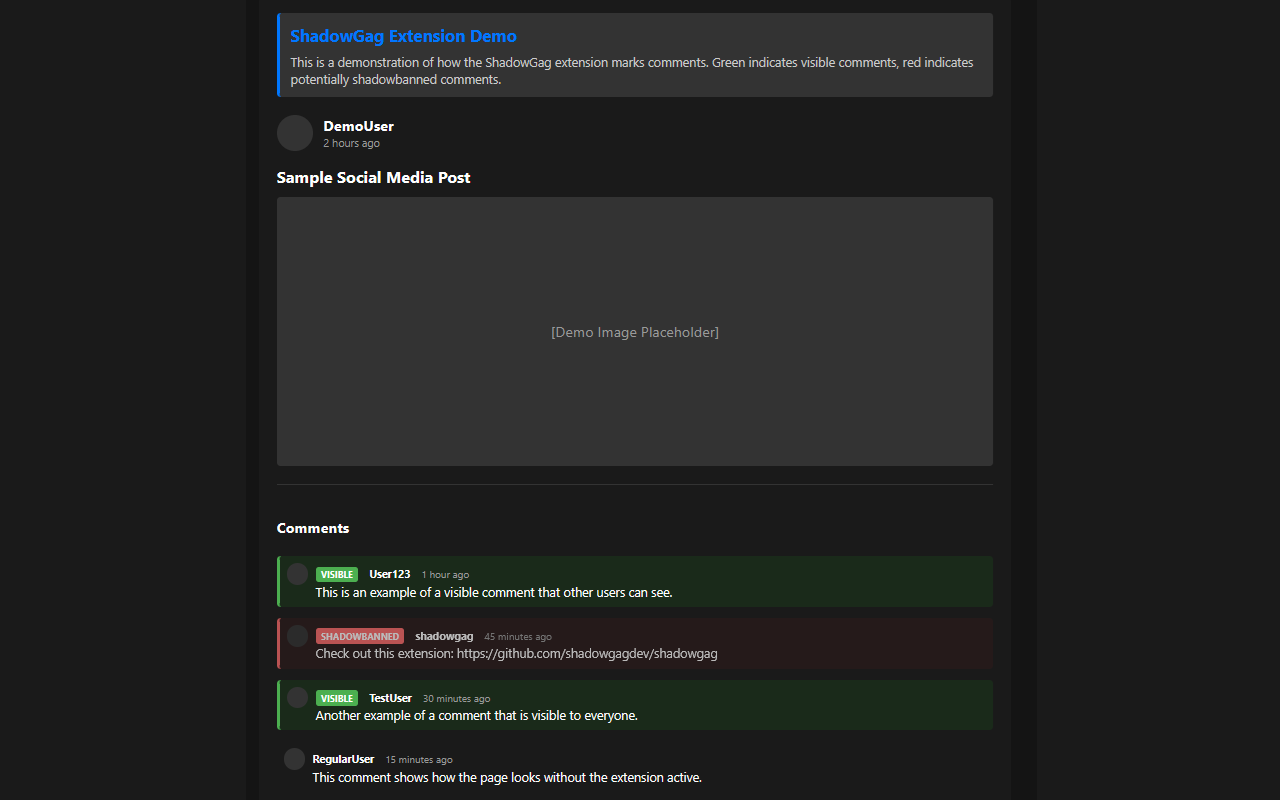 ShadowGag Extension Demo
This is a demonstration of how the ShadowGag extension marks comments. Green indicates visible comments, red indicates
potentially shadowbanned comments.
DemoUser
2 hours ago
Sample Social Media Post
[Demo Image Placeholder]
Comments
VISIBLE User123 1 hour ago
This is an example of a visible comment that other users can see.
SHADOWBANNED shadowgag 45 minutes ago
Check out this extension: https://github.com/shadowgagdev/shadowgag
VISIBLE TestUser 30 minutes ago
Another example of a comment that is visible to everyone.
RegularUser 15 minutes ago
This comment shows how the page looks without the extension active.